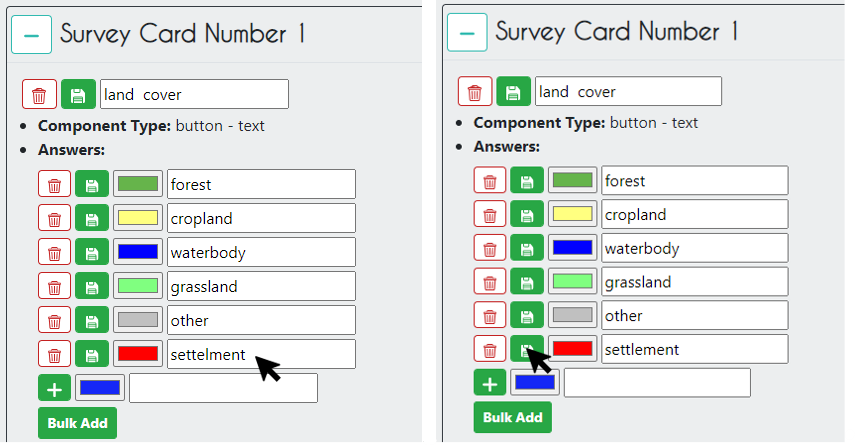 Survey Card Number 1
land cover
Component Type: button - text
Answers:
forest
cropland
waterbody
grassland
other
settelment
Bulk Add
Survey Card Number 1
land cover
Component Type: button - text
Answers:
forest
cropland
waterbody
grassland
other
settlement
Bulk Add